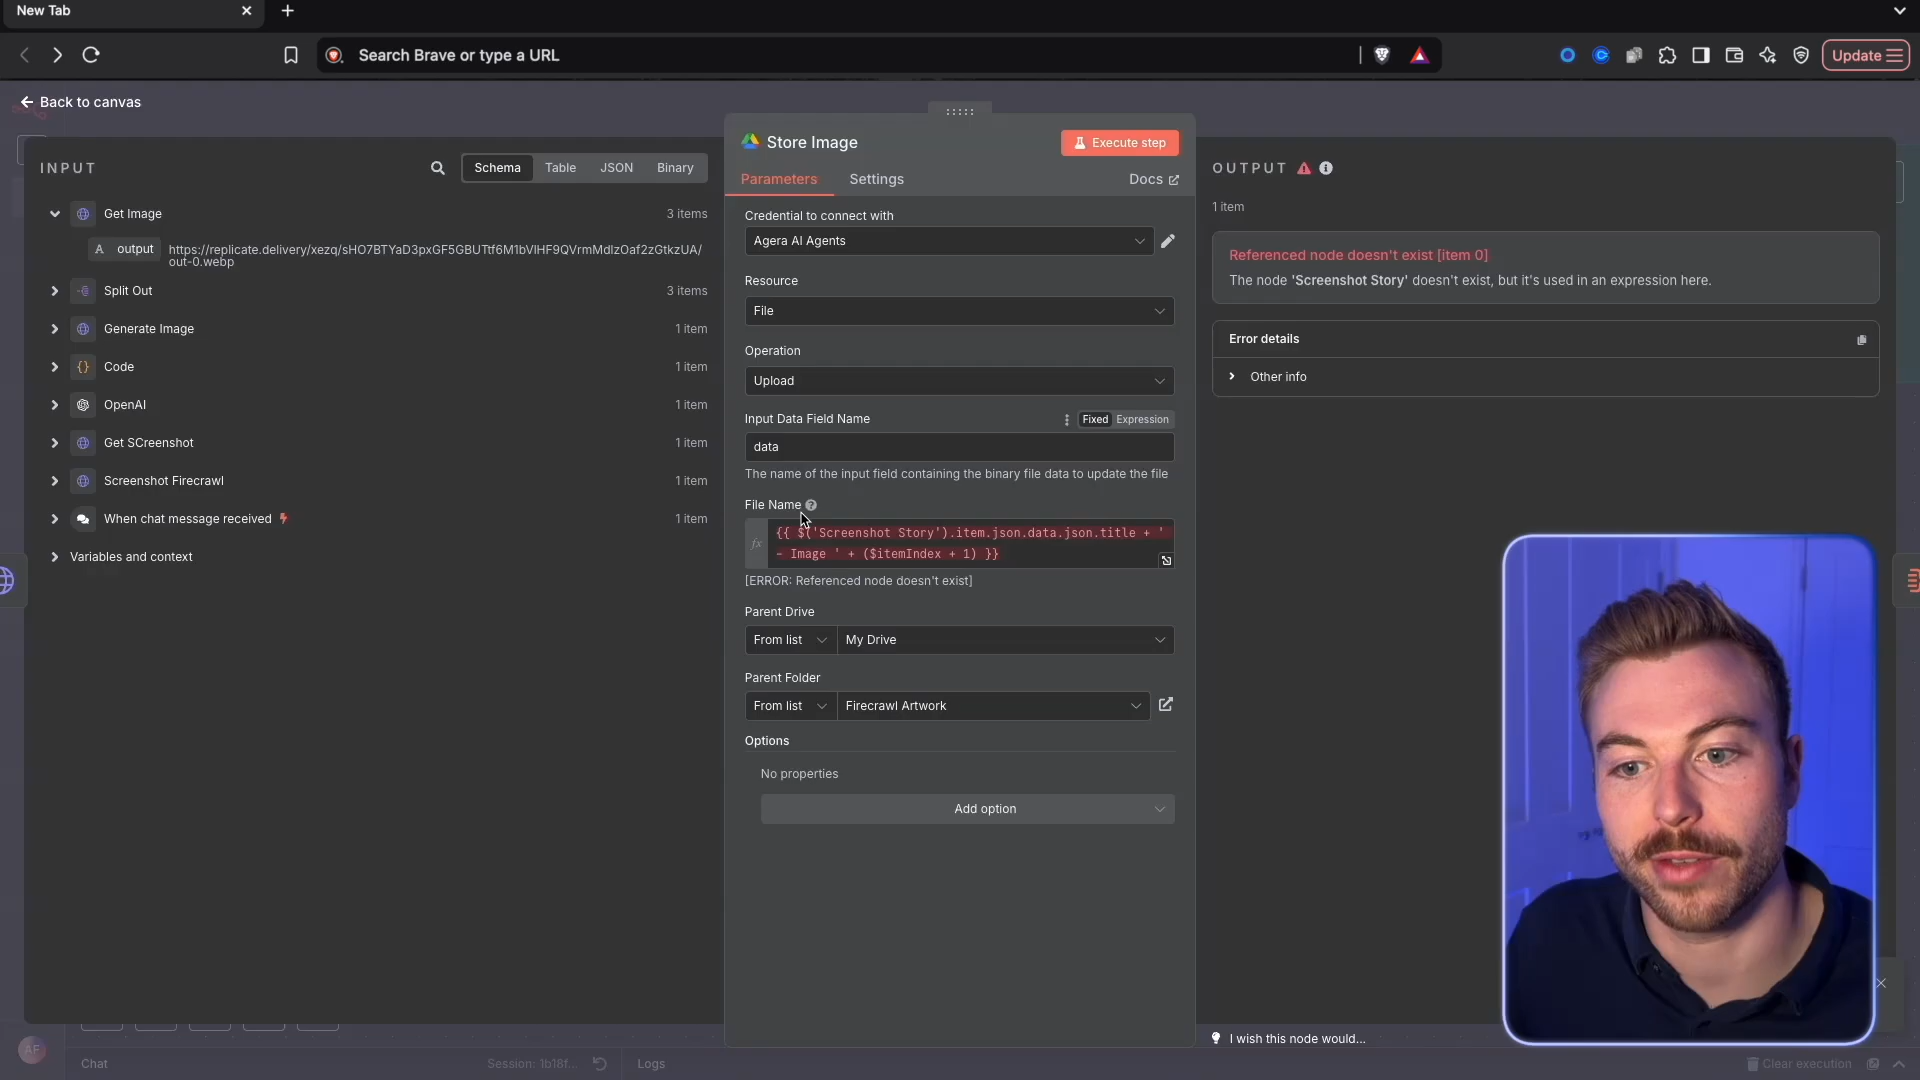 New Tab
Search Brave or type a URL
Update
Back to canvas
INPUT
Schema
Table
JSON
Binary
Get Image
3 items
A
output
https://replicate.delivery/xezq/sHO7BTYaD3pxGF5GBUTtf6M1bVlHF9QVrmMdlzOaf2zGtkzUA/
out-0.webp
Split Out
3 items
Generate Image
1 item
Code
1 item
OpenAI
1 item
Get SCreenshot
1 item
Screenshot Firecrawl
1 item
When chat message received
1 item
Variables and context
Store Image
Execute step
Parameters
Settings
Docs
Credential to connect with
Agera AI Agents
Resource
File
Operation
Upload
Input Data Field Name
Fixed
Expression
data
The name of the input field containing the binary file data to update the file
File Name
fx
{{ $('Screenshot Story').item.json.data.json.title + '
- Image ' + ($itemIndex + 1) }}
[ERROR: Referenced node doesn't exist]
Parent Drive
From list
My Drive
Parent Folder
From list
Firecrawl Artwork
Options
No properties
Add option
OUTPUT
1 item
Referenced node doesn't exist [item 0]
The node 'Screenshot Story' doesn't exist, but it's used in an expression here.
Error details
Other info
I wish this node would...
AF
Chat
Session: 1b18f...
Logs
Clear execution